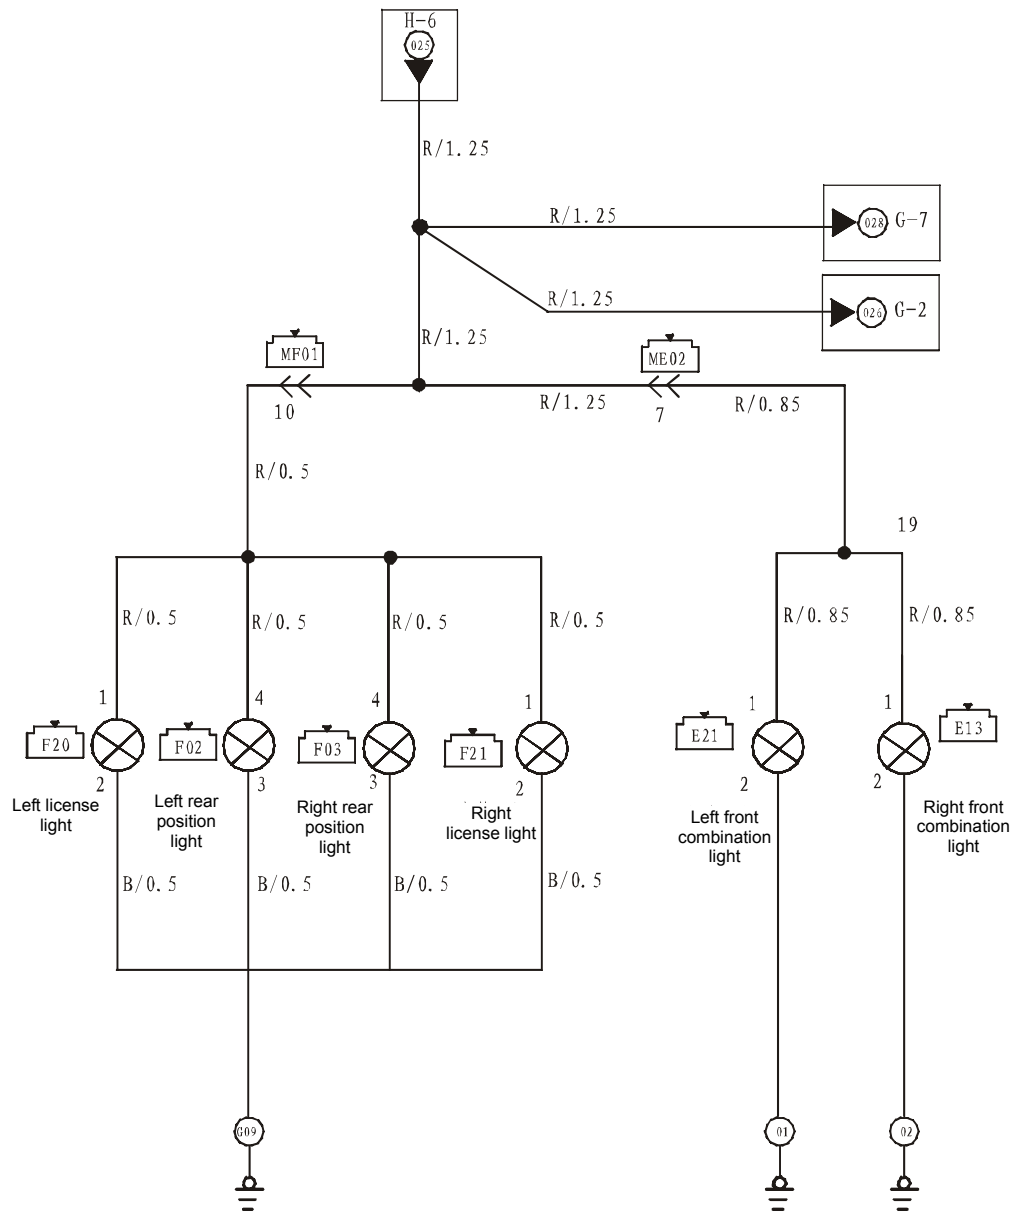 H-6
025
R/1.25
R/1.25
028 G-7
R/1.25
026 G-2
R/1.25
MF01
ME02
10
R/1.25
7
R/0.85
R/0.5
19
R/0.5
R/0.5
R/0.5
R/0.5
R/0.85
R/0.85
1
4
4
1
1
1
F20
F02
F03
F21
E21
E13
2
3
3
2
2
2
Left license
light
Left rear
position
light
Right rear
position
light
Right
license light
Left front
combination
light
Right front
combination
light
B/0.5
B/0.5
B/0.5
B/0.5
G09
01
02